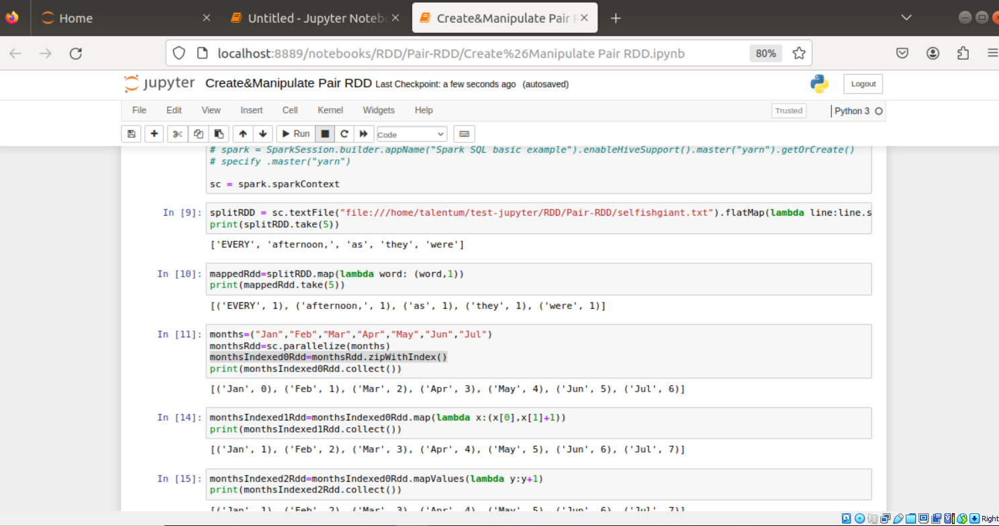 Home
Untitled - Jupyter Noteb
Create&Manipulate Pair
localhost:8889/notebooks/RDD/Pair-RDD/Create%26Manipulate Pair RDD.ipynb
80%
jupyter Create&Manipulate Pair RDD Last Checkpoint: a few seconds ago (autosaved)
Logout
File Edit View Insert Cell Kernel Widgets Help
Trusted
Python 3
Run
Code
# spark = SparkSession.builder.appName("Spark SQL basic example").enableHiveSupport().master("yarn").getOrCreate()
# specify .master("yarn")
sc = spark.sparkContext
In [9]: splitRDD = sc.textFile("file:///home/talentum/test-jupyter/RDD/Pair-RDD/selfishgiant.txt").flatMap(lambda line:line.s
print(splitRDD.take(5))
['EVERY', 'afternoon,', 'as', 'they', 'were']
In [10]: mappedRdd=splitRDD.map(lambda word: (word,1))
print(mappedRdd.take(5))
[('EVERY', 1), ('afternoon,', 1), ('as', 1), ('they', 1), ('were', 1)]
In [11]: months=("Jan","Feb","Mar","Apr","May","Jun","Jul")
monthsRdd=sc.parallelize(months)
monthsIndexed0Rdd=monthsRdd.zipWithIndex()
print(monthsIndexed0Rdd.collect())
[('Jan', 0), ('Feb', 1), ('Mar', 2), ('Apr', 3), ('May', 4), ('Jun', 5), ('Jul', 6)]
In [14]: monthsIndexed1Rdd=monthsIndexed0Rdd.map(lambda x:(x[0],x[1]+1))
print(monthsIndexed1Rdd.collect())
[('Jan', 1), ('Feb', 2), ('Mar', 3), ('Apr', 4), ('May', 5), ('Jun', 6), ('Jul', 7)]
In [15]: monthsIndexed2Rdd=monthsIndexed0Rdd.mapValues(lambda y:y+1)
print(monthsIndexed2Rdd.collect())
[('Jan', 1), ('Feb', 2), ('Mar', 3), ('Apr', 4), ('May', 5), ('Jun', 6), ('Jul', 7)]
Right